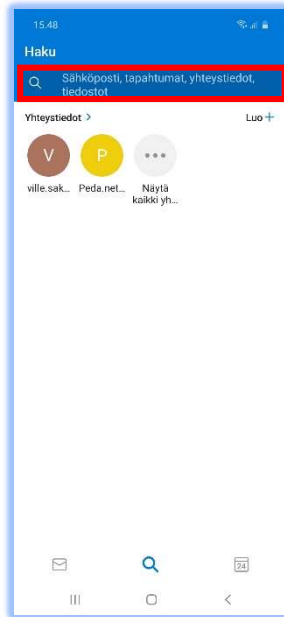 15.48
Haku
Sähköposti, tapahtumat, yhteystiedot,
tiedostot
Yhteystiedot > Luo +
V P
ville.sak... Peda.net... Näytä
kaikki yh...
24